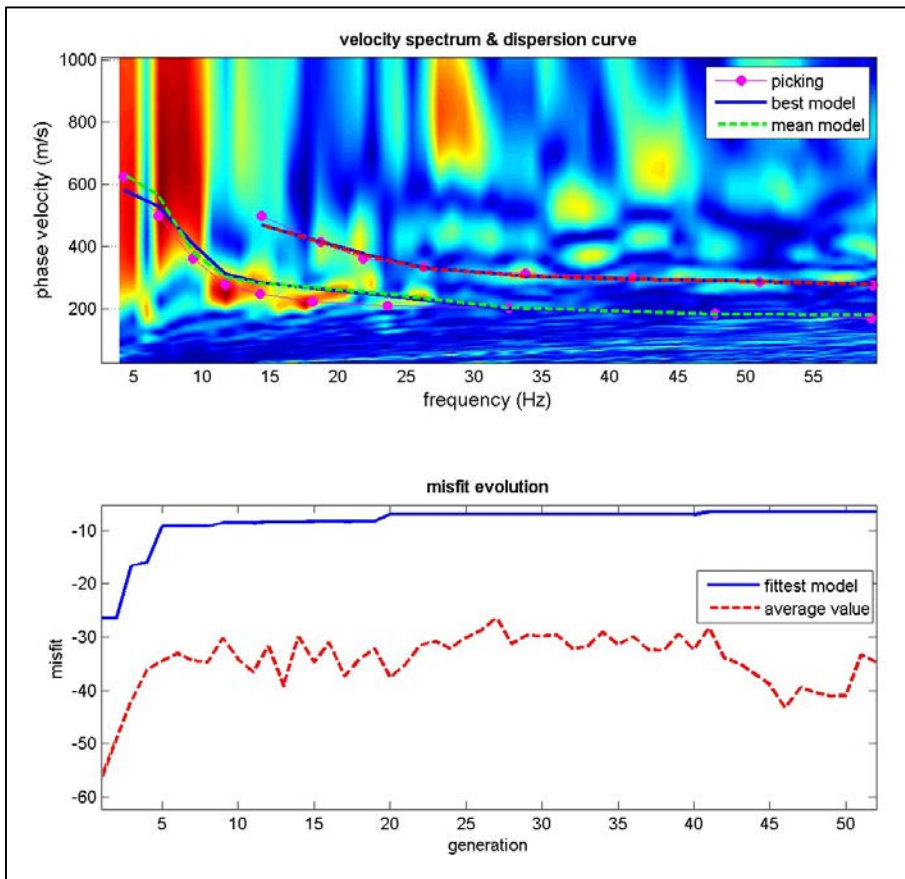 velocity spectrum & dispersion curve
1000
800
600
400
200
phase velocity (m/s)
picking
best model
mean model
5 10 15 20 25 30 35 40 45 50 55
frequency (Hz)
misfit evolution
-10
-20
-30
-40
-50
-60
misfit
fittest model
average value
5 10 15 20 25 30 35 40 45 50
generation